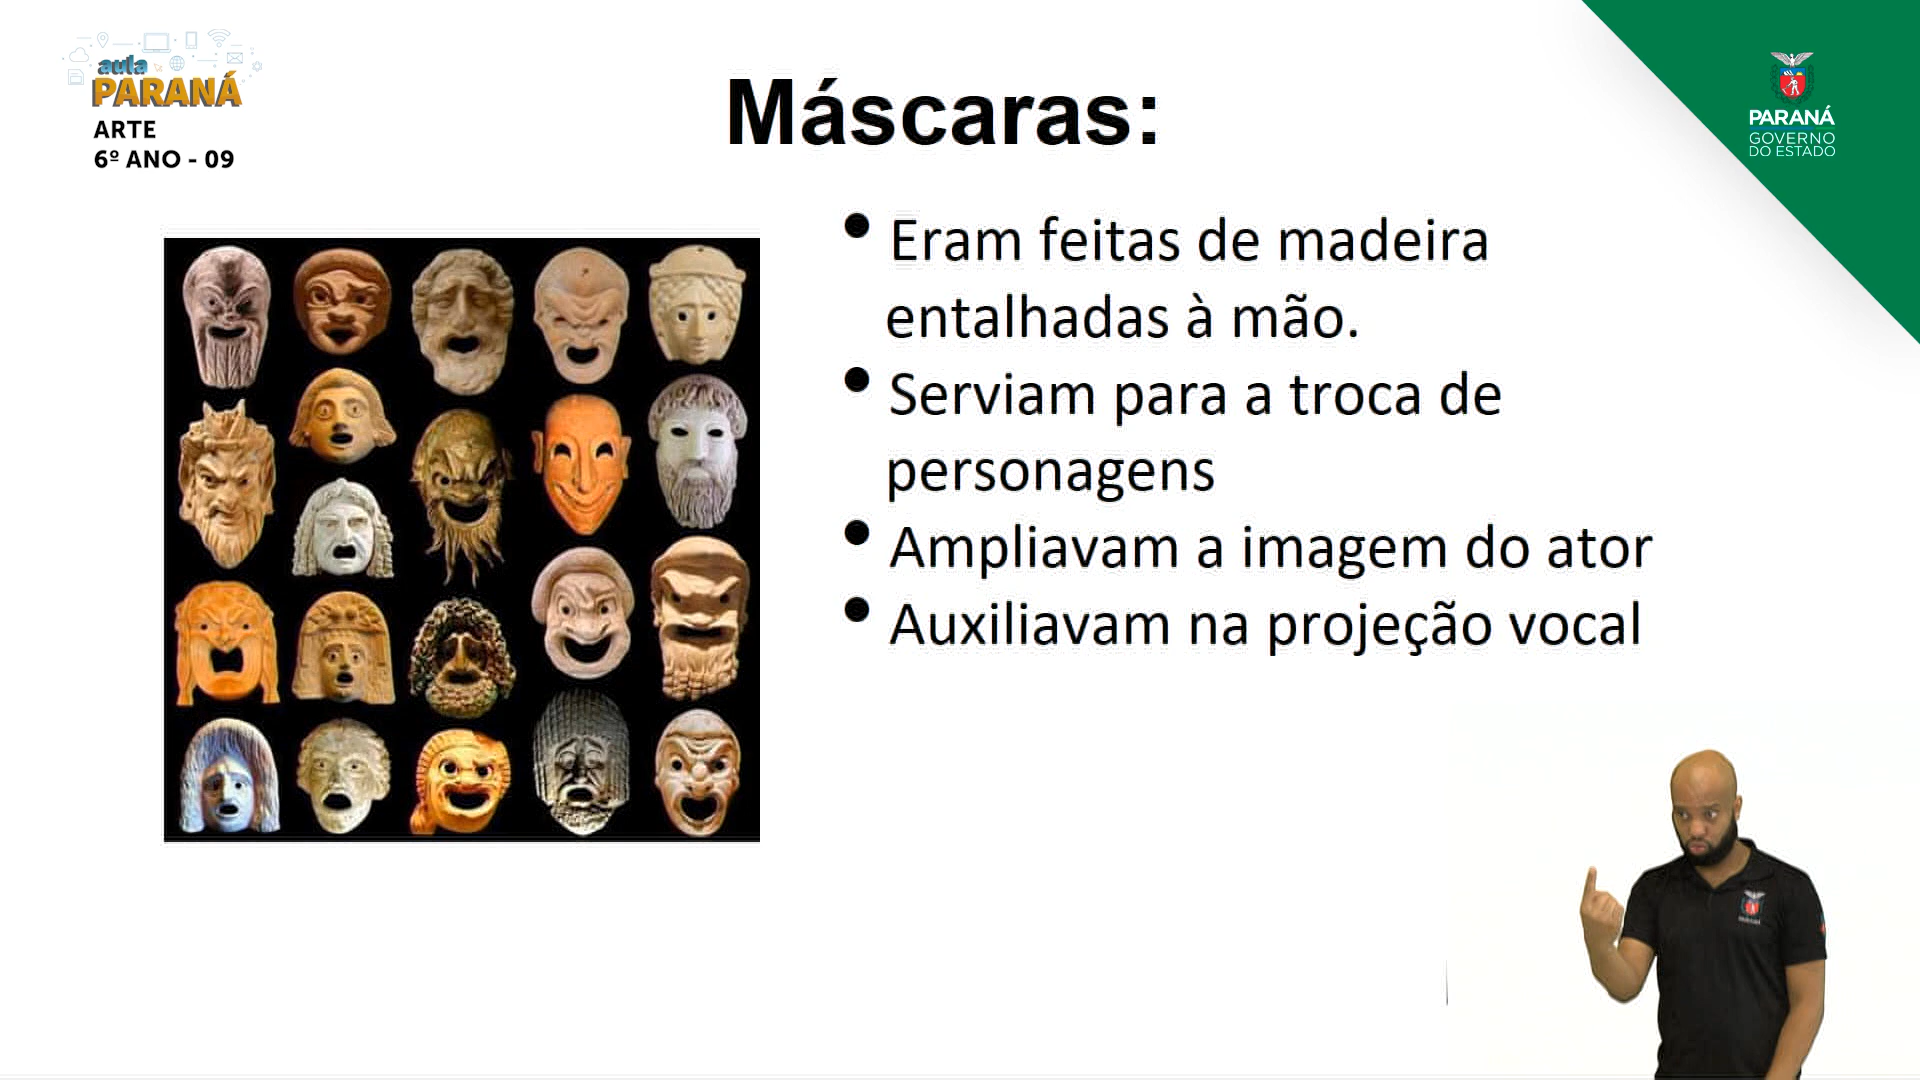 aula
PARANÁ
ARTE
6º ANO - 09
Máscaras:
PARANÁ
GOVERNO
DO ESTADO
• Eram feitas de madeira
entalhadas à mão.
• Serviam para a troca de
personagens
• Ampliavam a imagem do ator
• Auxiliavam na projeção vocal